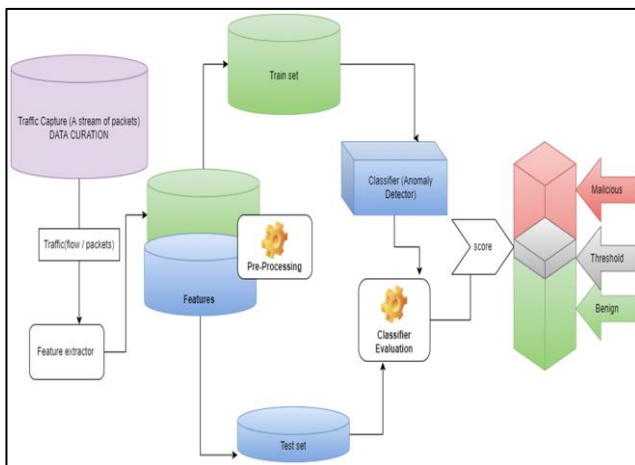 Traffic Capture (A stream of packets)
DATA CURATION
Traffic(flow / packets)
Feature extractor
Train set
Pre-Processing
Features
Classifier (Anomaly
Detector)
Classifier
Evaluation
Test set
score
Malicious
Threshold
Benign